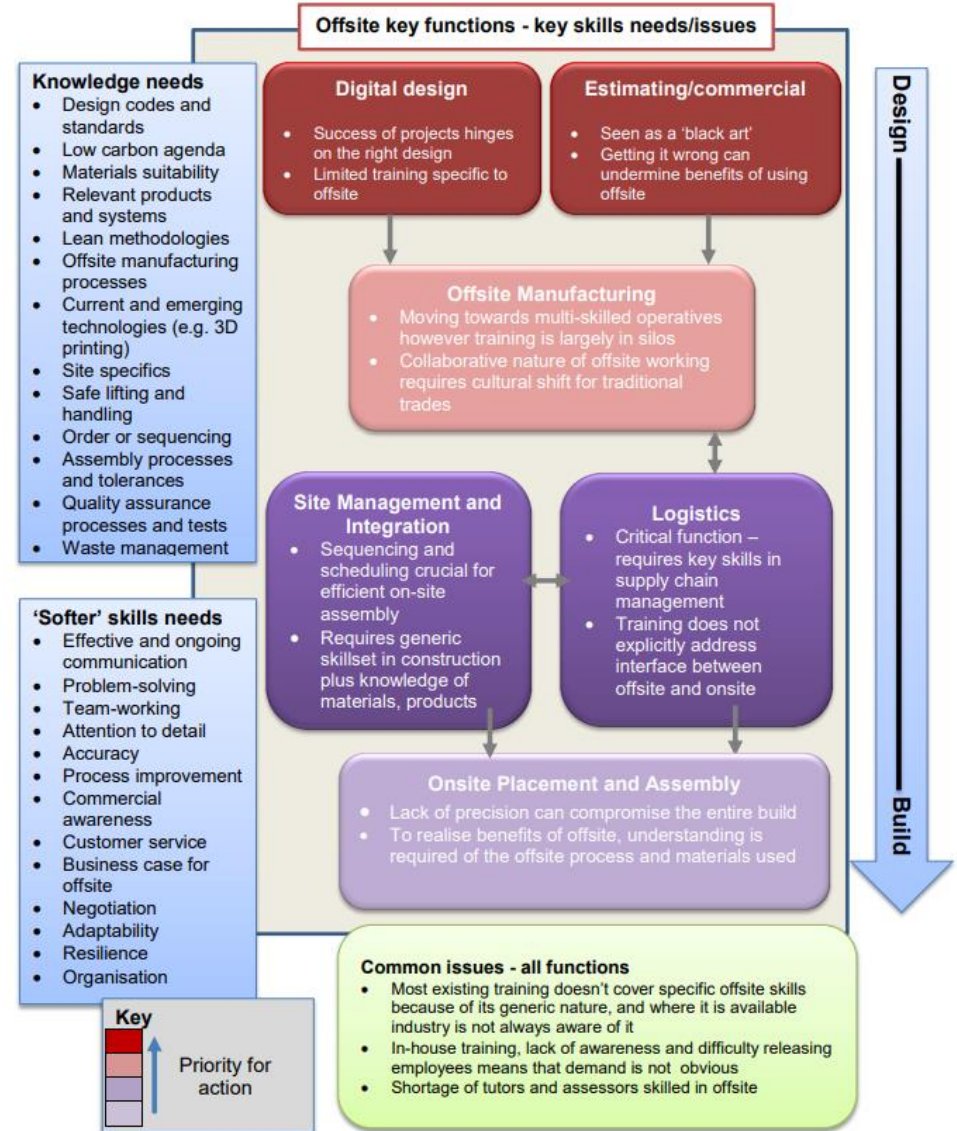 Offsite key functions - key skills needs/issues
Knowledge needs
• Design codes and
standards
• Low carbon agenda
• Materials suitability
• Relevant products
and systems
• Lean methodologies
• Offsite manufacturing
processes
• Current and emerging
technologies (e.g. 3D
printing)
• Site specifics
• Safe lifting and
handling
• Order or sequencing
• Assembly processes
and tolerances
• Quality assurance
processes and tests
• Waste management
'Softer' skills needs
• Effective and ongoing
communication
• Problem-solving
• Team-working
• Attention to detail
• Accuracy
• Process improvement
• Commercial
awareness
• Customer service
• Business case for
offsite
• Negotiation
• Adaptability
• Resilience
• Organisation
Digital design
• Success of projects hinges
on the right design
• Limited training specific to
offsite
Estimating/commercial
• Seen as a 'black art'
• Getting it wrong can
undermine benefits of using
offsite
Offsite Manufacturing
• Moving towards multi-skilled operatives
however training is largely in silos
• Collaborative nature of offsite working
requires cultural shift for traditional
trades
Site Management and
Integration
• Sequencing and
scheduling crucial for
efficient on-site
assembly
• Requires generic
skillset in construction
plus knowledge of
materials, products
Logistics
• Critical function –
requires key skills in
supply chain
management
• Training does not
explicitly address
interface between
offsite and onsite
Onsite Placement and Assembly
• Lack of precision can compromise the entire build
• To realise benefits of offsite, understanding is
required of the offsite process and materials used
Design
Build
Common issues - all functions
• Most existing training doesn't cover specific offsite skills
because of its generic nature, and where it is available
industry is not always aware of it
• In-house training, lack of awareness and difficulty releasing
employees means that demand is not obvious
• Shortage of tutors and assessors skilled in offsite
Key
Priority for
action